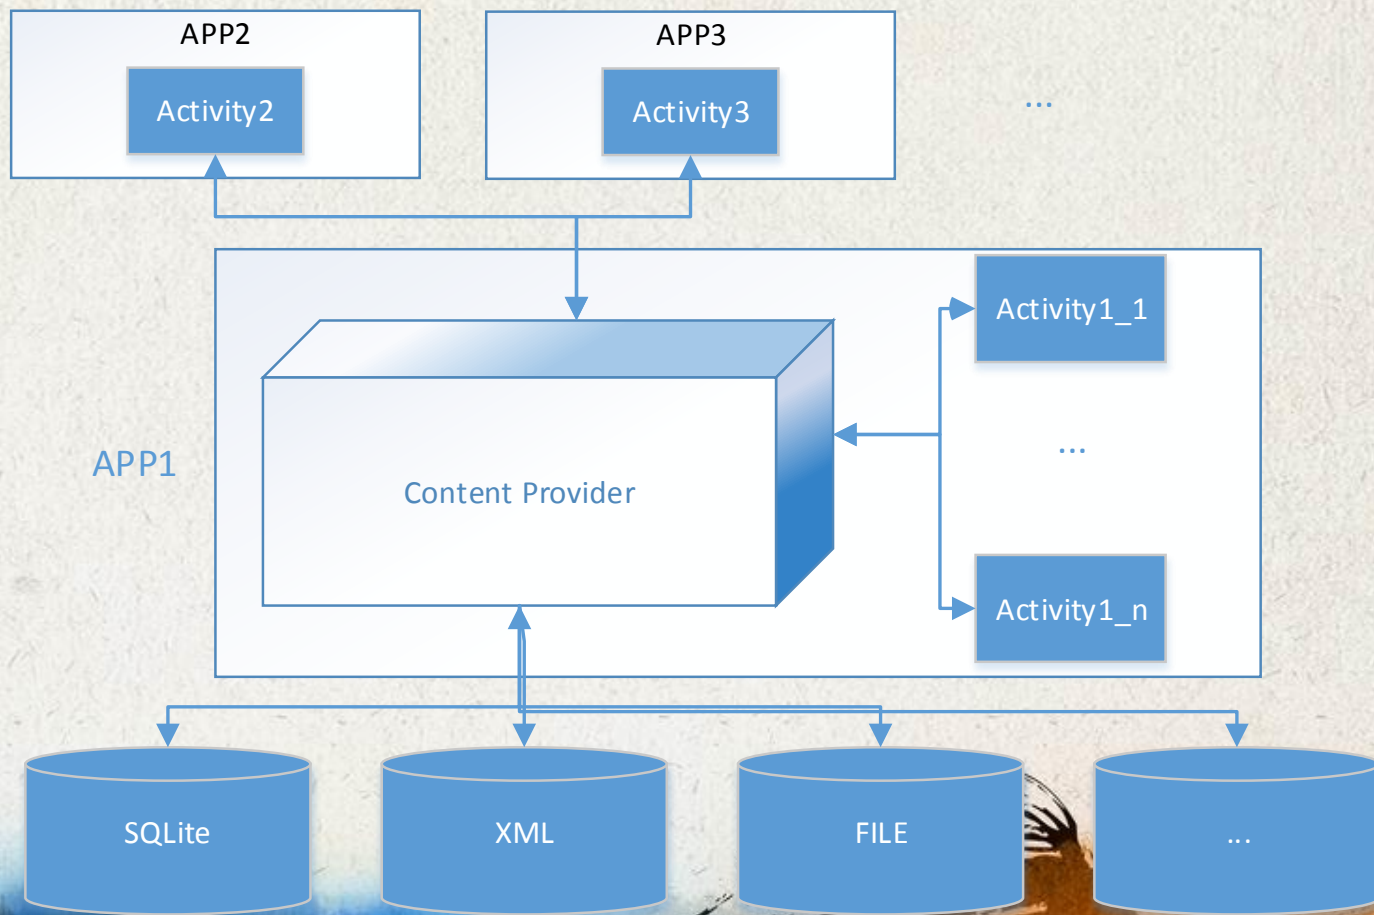 APP2
APP3
Activity2
Activity3
...
Activity1_1
APP1
Content Provider
...
Activity1_n
SQLite
XML
FILE
...